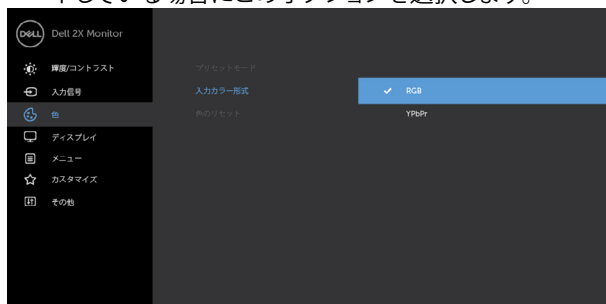 ドしている場合にこのオプションを選択します。
DELL
Dell 2X Monitor
輝度/コントラスト
プリセットモード
入力信号
入力カラー形式
RGB
色
色のリセット
YPbPr
ディスプレイ
メニュー
カスタマイズ
その他